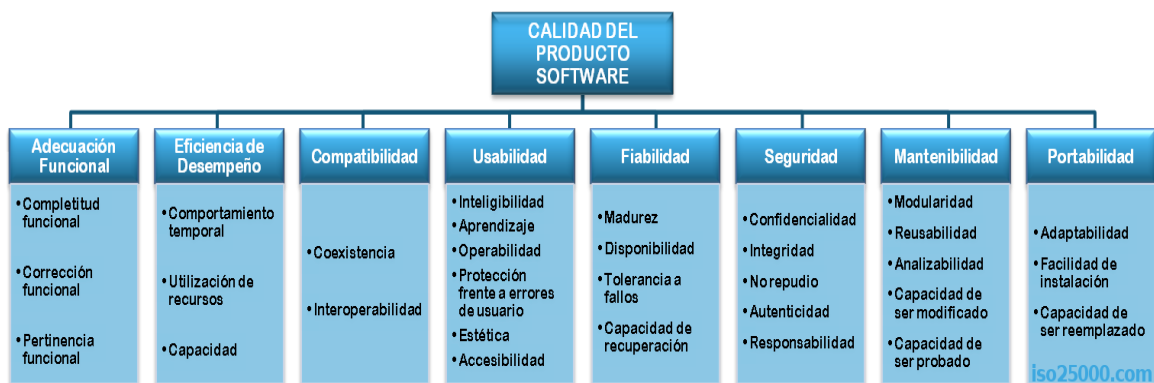 CALIDAD DEL
PRODUCTO
SOFTWARE
Adecuación
Funcional
Completitud
funcional
Corrección
funcional
Pertinencia
funcional
Eficiencia de
Desempeño
Comportamiento
temporal
Utilización de
recursos
Capacidad
Compatibilidad
Coexistencia
Interoperabilidad
Usabilidad
Inteligibilidad
Aprendizaje
Operabilidad
Protección
frente a errores
de usuario
Estética
Accesibilidad
Fiabilidad
Madurez
Disponibilidad
Tolerancia a
fallos
Capacidad de
recuperación
Seguridad
Confidencialidad
Integridad
No repudio
Autenticidad
Responsabilidad
Mantenibilidad
Modularidad
Reusabilidad
Analizabilidad
Capacidad de
ser modificado
Capacidad de
ser probado
Portabilidad
Adaptabilidad
Facilidad de
instalación
Capacidad de
ser reemplazado
iso25000.com